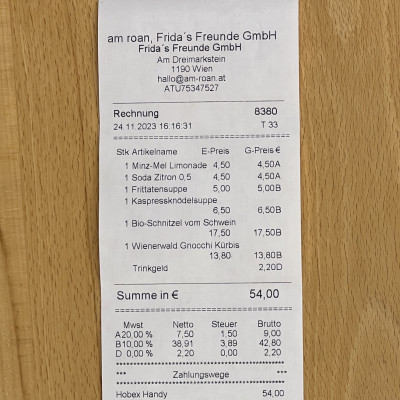 am roan, Frida´s Freunde GmbH
Frida´s Freunde GmbH
Am Dreimarkstein
1190 Wien
hallo@am-roan.at
ATU75347527
Rechnung 8380
24.11.2023 16:16:31 T 33
Stk Artikelname E-Preis G-Preis €
1 Minz-Mel Limonade 4,50 4,50A
1 Soda Zitron 0,5 4,50 4,50A
1 Frittatensuppe 5,00 5,00B
1 Kaspressknödelsuppe
6,50 6,50B
1 Bio-Schnitzel vom Schwein
17,50 17,50B
1 Wienerwald Gnocchi Kürbis
13,80 13,80B
Trinkgeld 2,20D
Summe in € 54,00
Mwst Netto Steuer Brutto
A20,00 % 7,50 1,50 9,00
B10,00 % 38,91 3,89 42,80
D 0,00 % 2,20 0,00 2,20
*** Zahlungswege ***
Hobex Handy 54,00